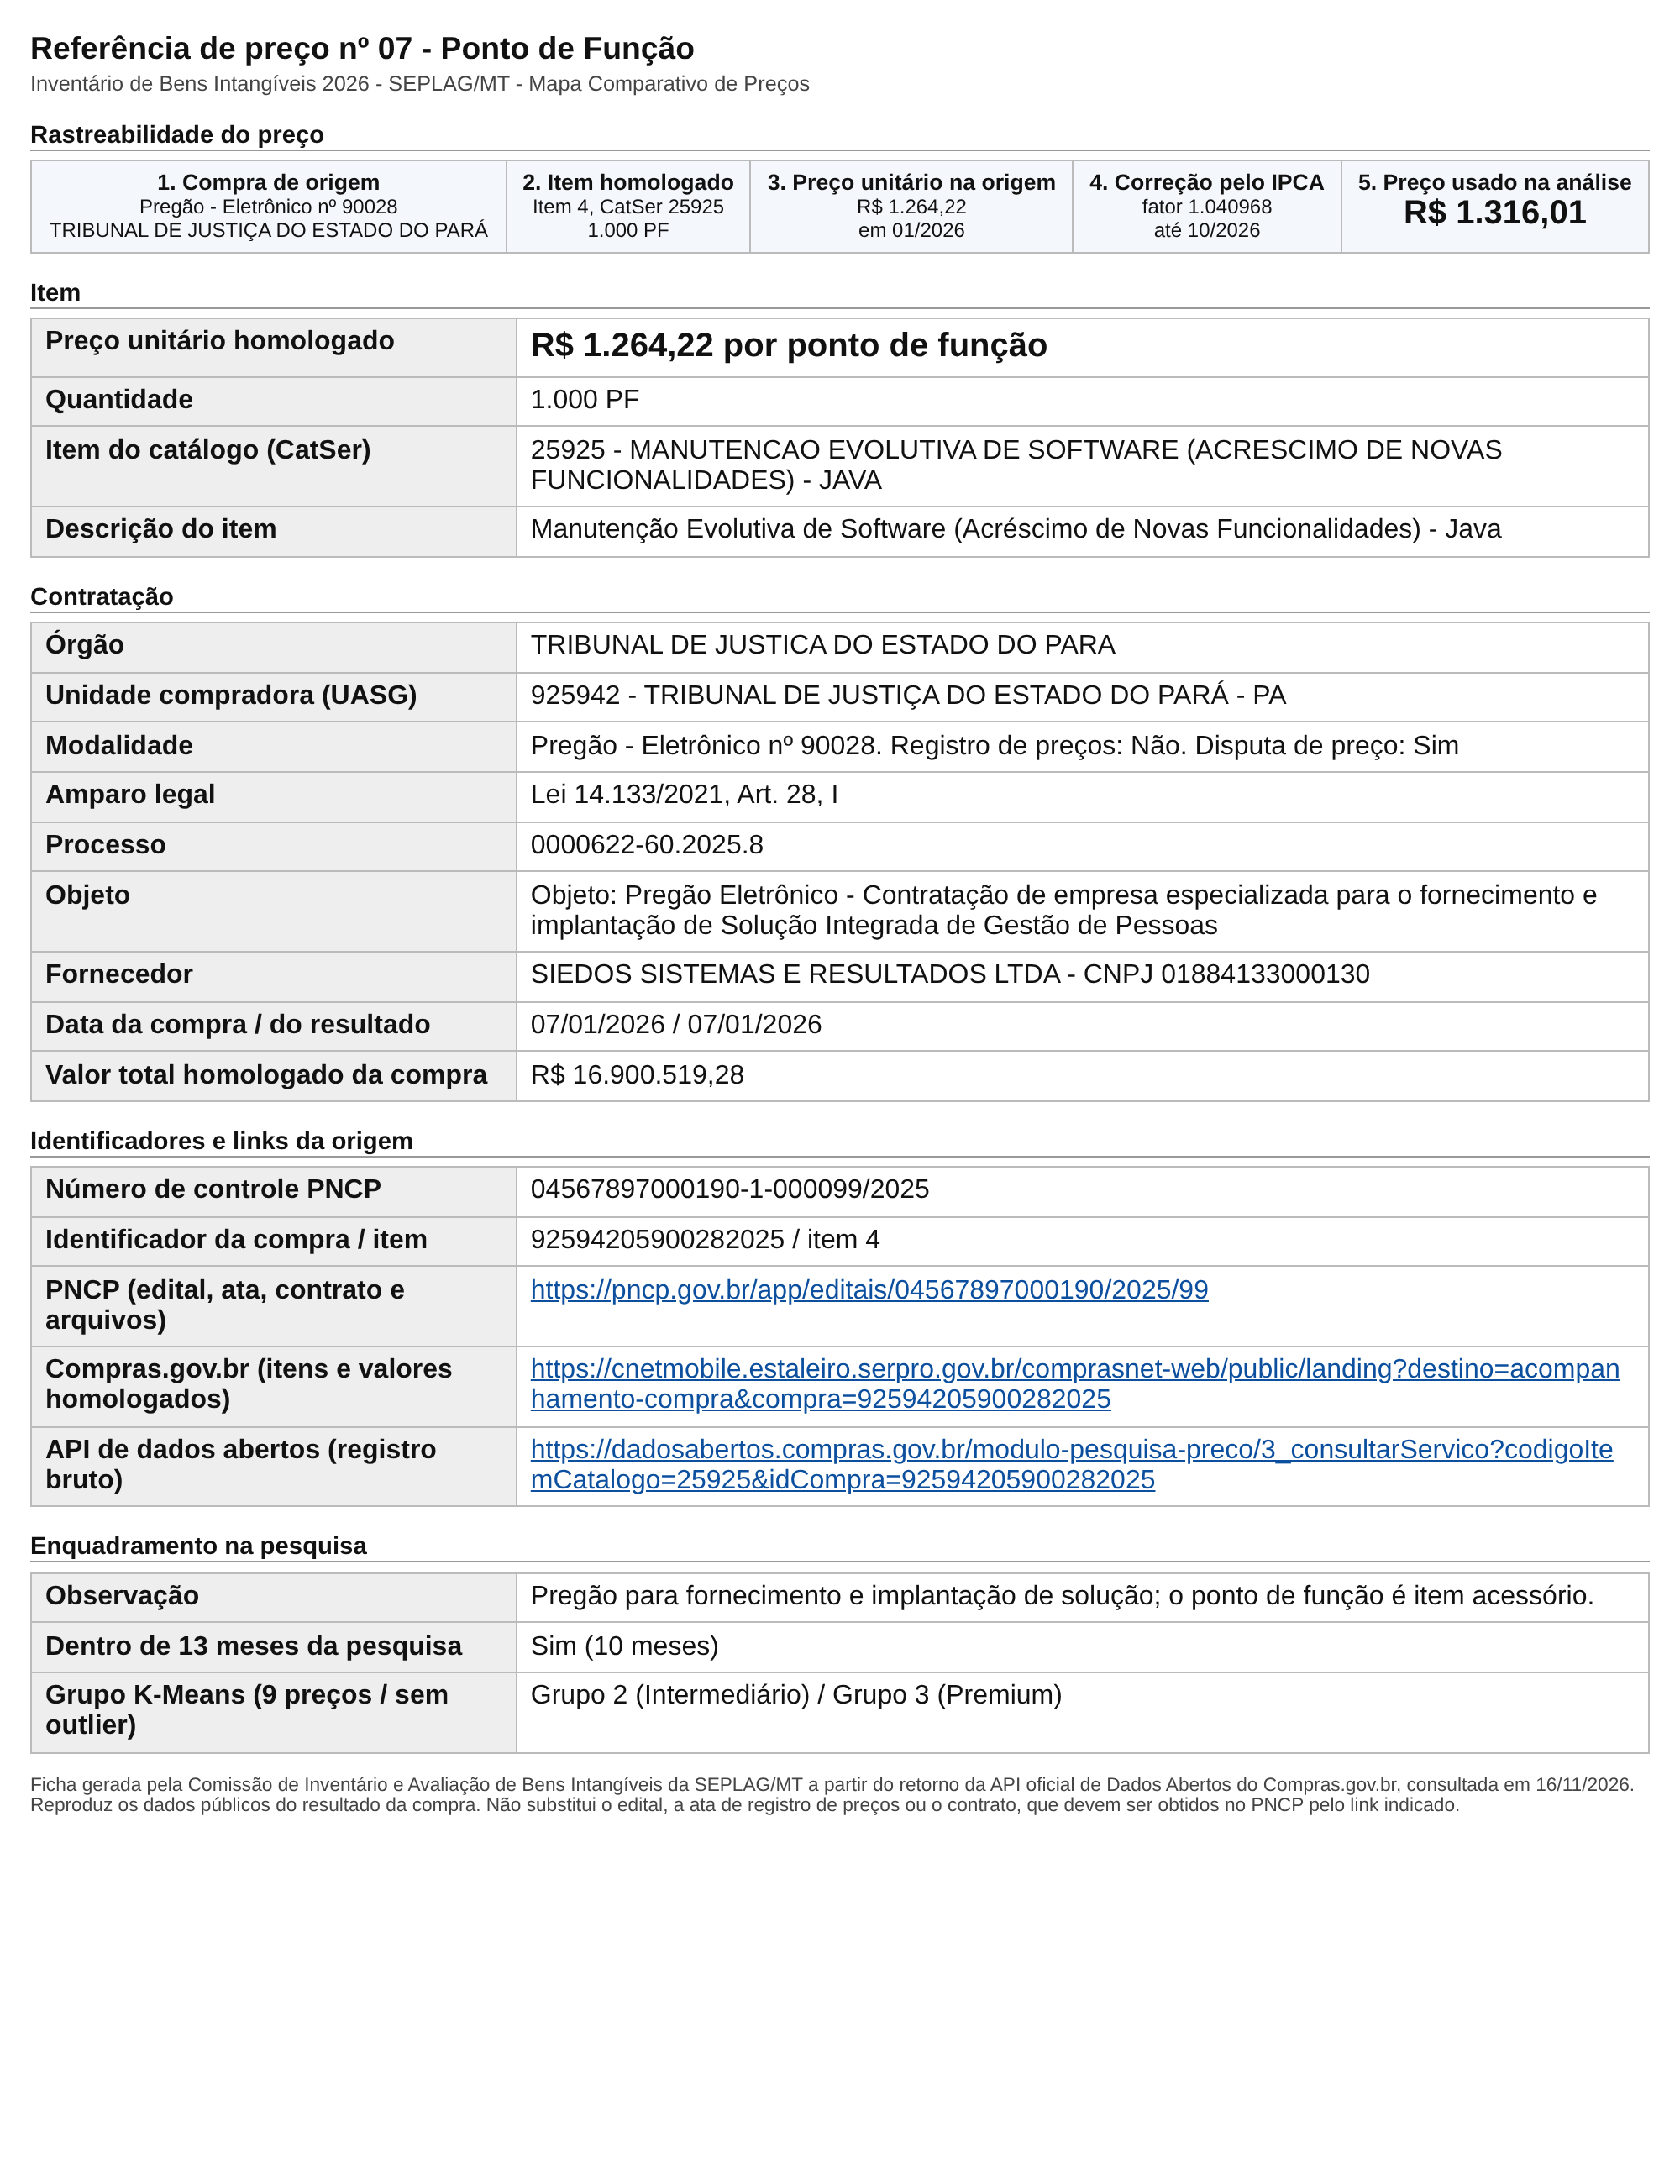 Referência de preço nº 07 - Ponto de Função
Inventário de Bens Intangíveis 2026 - SEPLAG/MT - Mapa Comparativo de Preços
Rastreabilidade do preço
1. Compra de origem
Pregão - Eletrônico nº 90028
TRIBUNAL DE JUSTIÇA DO ESTADO DO PARÁ
2. Item homologado
Item 4, CatSer 25925
1.000 PF
3. Preço unitário na origem
R$ 1.264,22
em 01/2026
4. Correção pelo IPCA
fator 1.040968
até 10/2026
5. Preço usado na análise
R$ 1.316,01
Item
Preço unitário homologado
R$ 1.264,22 por ponto de função
Quantidade
1.000 PF
Item do catálogo (CatSer)
25925 - MANUTENCAO EVOLUTIVA DE SOFTWARE (ACRESCIMO DE NOVAS
FUNCIONALIDADES) - JAVA
Descrição do item
Manutenção Evolutiva de Software (Acréscimo de Novas Funcionalidades) - Java
Contratação
Órgão
TRIBUNAL DE JUSTICA DO ESTADO DO PARA
Unidade compradora (UASG)
925942 - TRIBUNAL DE JUSTIÇA DO ESTADO DO PARÁ - PA
Modalidade
Pregão - Eletrônico nº 90028. Registro de preços: Não. Disputa de preço: Sim
Amparo legal
Lei 14.133/2021, Art. 28, I
Processo
0000622-60.2025.8
Objeto
Objeto: Pregão Eletrônico - Contratação de empresa especializada para o fornecimento e
implantação de Solução Integrada de Gestão de Pessoas
Fornecedor
SIEDOS SISTEMAS E RESULTADOS LTDA - CNPJ 01884133000130
Data da compra / do resultado
07/01/2026 / 07/01/2026
Valor total homologado da compra
R$ 16.900.519,28
Identificadores e links da origem
Número de controle PNCP
04567897000190-1-000099/2025
Identificador da compra / item
92594205900282025 / item 4
PNCP (edital, ata, contrato e
arquivos)
https://pncp.gov.br/app/editais/04567897000190/2025/99
Compras.gov.br (itens e valores
homologados)
https://cnetmobile.estaleiro.serpro.gov.br/comprasnet-web/public/landing?destino=acompan
hamento-compra&compra=92594205900282025
API de dados abertos (registro
bruto)
https://dadosabertos.compras.gov.br/modulo-pesquisa-preco/3_consultarServico?codigoIte
mCatalogo=25925&idCompra=92594205900282025
Enquadramento na pesquisa
Observação
Pregão para fornecimento e implantação de solução; o ponto de função é item acessório.
Dentro de 13 meses da pesquisa
Sim (10 meses)
Grupo K-Means (9 preços / sem
outlier)
Grupo 2 (Intermediário) / Grupo 3 (Premium)
Ficha gerada pela Comissão de Inventário e Avaliação de Bens Intangíveis da SEPLAG/MT a partir do retorno da API oficial de Dados Abertos do Compras.gov.br, consultada em 16/11/2026.
Reproduz os dados públicos do resultado da compra. Não substitui o edital, a ata de registro de preços ou o contrato, que devem ser obtidos no PNCP pelo link indicado.